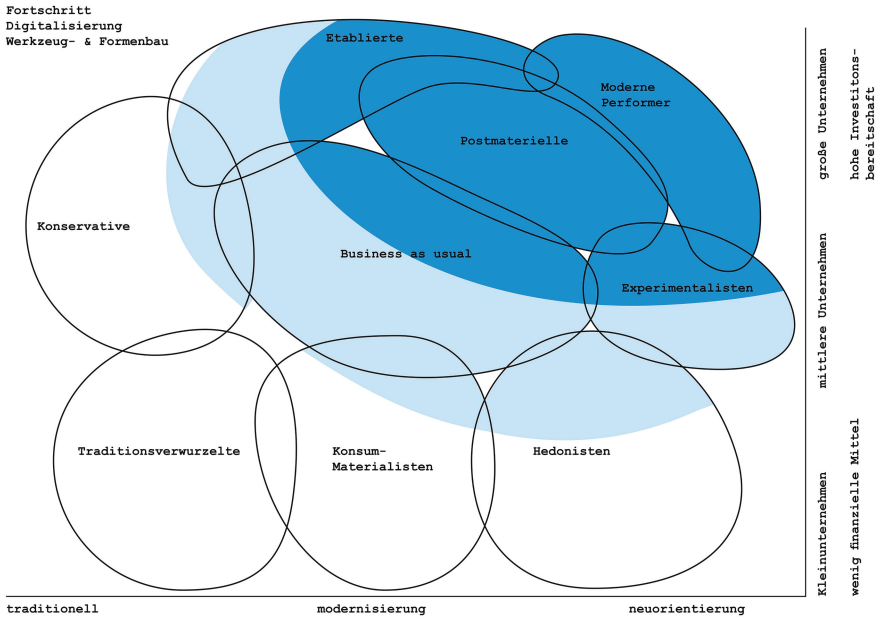 Fortschritt
Digitalisierung
Werkzeug- & Formenbau
Etablierte
Moderne
Performer
Postmaterielle
Konservative
Business as usual
Experimentalisten
Traditionsverwurzelte
Konsum-
Materialisten
Hedonisten
große Unternehmen
hohe Investitons-
bereitschaft
mittlere Unternehmen
Kleinunternehmen
wenig finanzielle Mittel
traditionell
modernisierung
neuorientierung